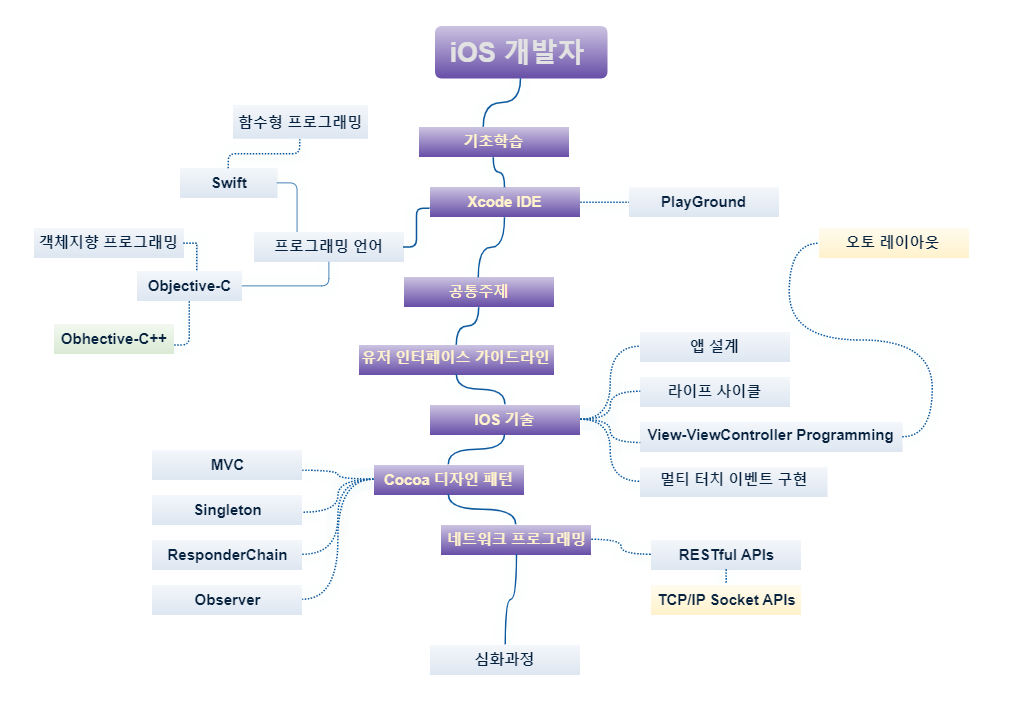 iOS 개발자
함수형 프로그래밍
기초학습
Swift
Xcode IDE
PlayGround
객체지향 프로그래밍
프로그래밍 언어
오토 레이아웃
Objective-C
공통주제
Obhective-C++
앱 설계
유저 인터페이스 가이드라인
라이프 사이클
IOS 기술
View-ViewController Programming
MVC
Cocoa 디자인 패턴
멀티 터치 이벤트 구현
Singleton
네트워크 프로그래밍
ResponderChain
RESTful APIs
Observer
TCP/IP Socket APIs
심화과정